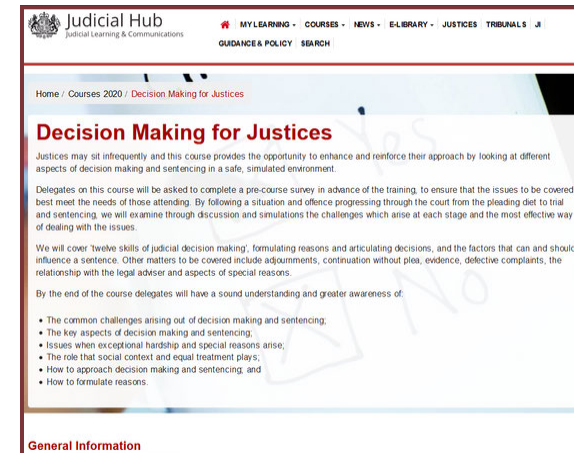 Judicial Hub
Judicial Learning & Communications
MY LEARNING COURSES NEWS E-LIBRARY JUSTICES TRIBUNALS JI
GUIDANCE & POLICY SEARCH
Home / Courses 2020 / Decision Making for Justices
Yes
Decision Making for Justices
Justices may sit infrequently and this course provides the opportunity to enhance and reinforce their approach by looking at different
aspects of decision making and sentencing in a safe, simulated environment.
Delegates on this course will be asked to complete a pre-course survey in advance of the training, to ensure that the issues to be covered
best meet the needs of those attending. By following a situation and offence progressing through the court from the pleading diet to trial
and sentencing, we will examine through discussion and simulations the challenges which arise at each stage and the most effective way
of dealing with the issues.
We will cover 'twelve skills of judicial decision making', formulating reasons and articulating decisions, and the factors that can and should
influence a sentence. Other matters to be covered include adjournments, continuation without plea, evidence, defective complaints, the
relationship with the legal adviser and aspects of special reasons.
No
By the end of the course delegates will have a sound understanding and greater awareness of:
• The common challenges arising out of decision making and sentencing;
• The key aspects of decision making and sentencing;
• Issues when exceptional hardship and special reasons arise;
• The role that social context and equal treatment plays;
• How to approach decision making and sentencing; and
• How to formulate reasons.
General Information